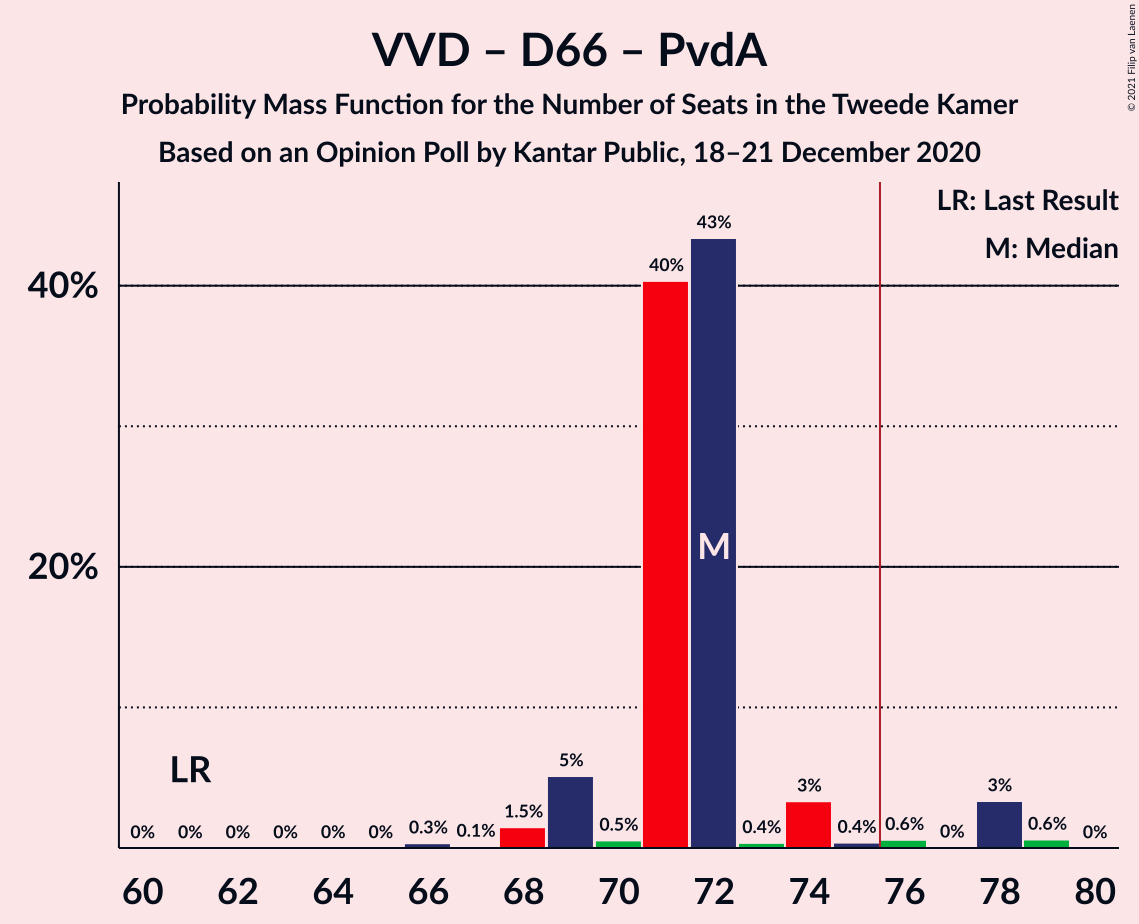 VVD – D66 – PvdA
Probability Mass Function for the Number of Seats in the Tweede Kamer
Based on an Opinion Poll by Kantar Public, 18–21 December 2020
© 2021 Filip van Laenen
LR: Last Result
M: Median
40%
20%
0% 0% 0% 0% 0% 0% 0.3% 0.1% 1.5% 5% 0.5% 40% 43% 0.4% 3% 0.4% 0.6% 0% 3% 0.6% 0%
LR
M
60 62 64 66 68 70 72 74 76 78 80